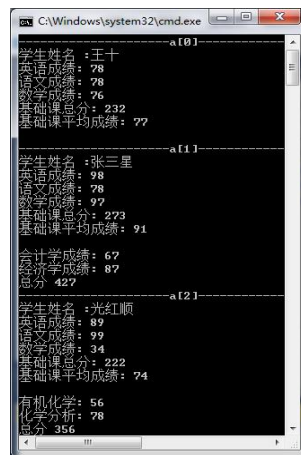 C:\Windows\system32\cmd.exe
--------------------a[0]--------------------
学生姓名 :王十
英语成绩: 78
语文成绩: 78
数学成绩: 76
基础课总分: 232
基础课平均成绩: 77
--------------------a[1]--------------------
学生姓名 :张三星
英语成绩: 98
语文成绩: 78
数学成绩: 97
基础课总分: 273
基础课平均成绩: 91
会计学成绩: 67
经济学成绩: 87
总分 427
--------------------a[2]--------------------
学生姓名 :光红顺
英语成绩: 89
语文成绩: 99
数学成绩: 34
基础课总分: 222
基础课平均成绩: 74
有机化学: 56
化学分析: 78
总分 356